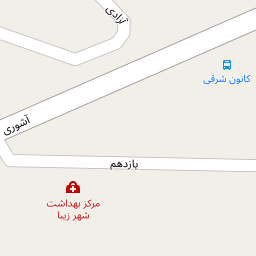 آزادی
کانون شرقی
آشوری
یازدهم
مرکز بهداشت
شهر زیبا